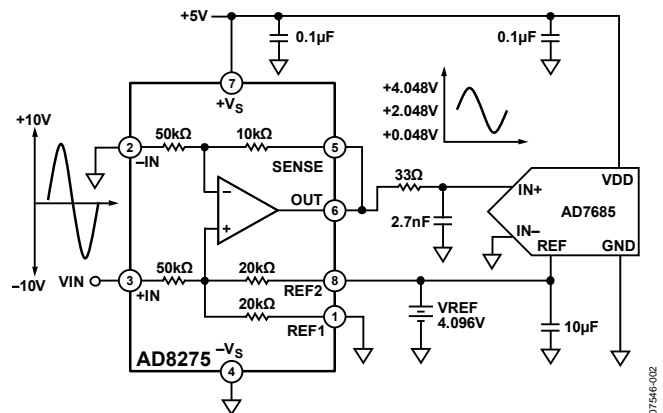 +5V
0.1µF
0.1µF
7
+VS
+10V
–10V
2
–IN
50kΩ
10kΩ
5
SENSE
+4.048V
+2.048V
+0.048V
–
+
OUT
6
33Ω
2.7nF
IN+
IN–
VDD
AD7685
REF
GND
VIN
3
+IN
50kΩ
20kΩ
8
REF2
20kΩ
1
REF1
VREF
4.096V
10µF
AD8275
–VS
4
07546-002